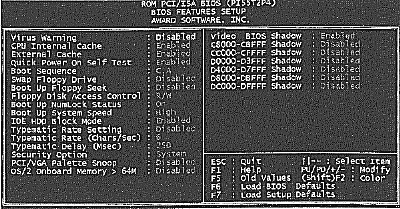 ROM PCI/ISA BIOS (PI55T2P4)
BIOS FEATURES SETUP
AWARD SOFTWARE, INC.
Virus Warning : Disabled
CPU Internal Cache : Enabled
External Cache : Enabled
Quick Power On Self Test : Enabled
Boot Sequence :
Swap Floppy Drive : Disabled
Boot Up Floppy Seek : Disabled
Floppy Disk Access Control : R/W
Boot Up NumLock Status : On
Boot Up System Speed : High
IDE HDD Block Mode : Enabled
Typematic Rate Setting : Disabled
Typematic Rate (Chars/Sec) : 6
Typematic Delay (Msec) : 250
Security Option : System
PCI/VGA Palette Snoop : Disabled
OS/2 Onboard Memory > 64M : Disabled
Video BIOS Shadow : Enabled
C8000-CBFFF Shadow : Disabled
CC000-CFFFF Shadow : Disabled
D0000-D3FFF Shadow : Disabled
D4000-D7FFF Shadow : Disabled
D8000-DBFFF Shadow : Disabled
DC000-DFFFF Shadow : Disabled
ESC : Quit : Select Item
F1 : Help PU/PD/+/- : Modify
F5 : Old Values (Shift)F2 : Color
F6 : Load BIOS Defaults
F7 : Load Setup Defaults